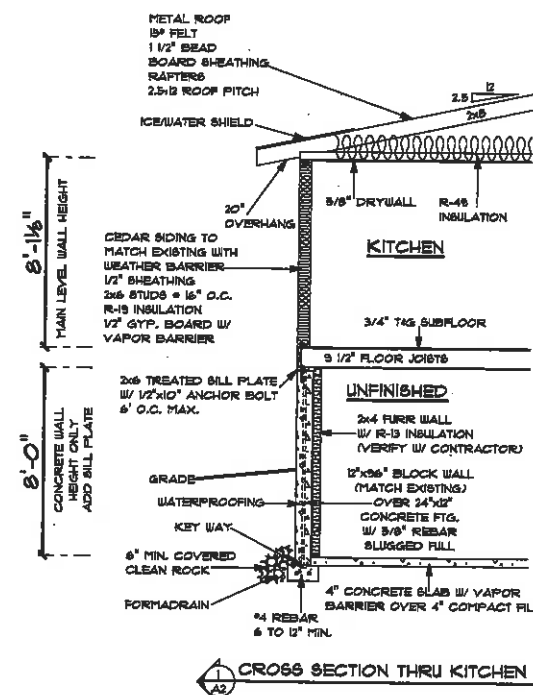 METAL ROOF
15# FELT
1 1/2" BEAD
BOARD SHEATHING
RAFTERS
2.5:12 ROOF PITCH
12
2.5
2x8
ICE/WATER SHIELD
20"
OVERHANG
5/8" DRYWALL
R-49
INSULATION
8'-1 1/8"
MAIN LEVEL WALL HEIGHT
CEDAR SIDING TO
MATCH EXISTING WITH
WEATHER BARRIER
1/2" SHEATHING
2x6 STUDS @ 16" O.C.
R-19 INSULATION
1/2" GYP. BOARD W/
VAPOR BARRIER
KITCHEN
3/4" T&G SUBFLOOR
9 1/2" FLOOR JOISTS
2x6 TREATED SILL PLATE
W/ 1/2"x10" ANCHOR BOLT
6' O.C. MAX.
UNFINISHED
2x4 FURR WALL
W/ R-13 INSULATION
(VERIFY W/ CONTRACTOR)
8'-0"
CONCRETE WALL
HEIGHT ONLY
ADD SILL PLATE
GRADE
WATERPROOFING
KEY WAY
12"x96" BLOCK WALL
(MATCH EXISTING)
OVER 24"x12"
CONCRETE FTG.
W/ 5/8" REBAR
SLUGGED FULL
6" MIN. COVERED
CLEAN ROCK
FORMADRAIN
#4 REBAR
6 TO 12" MIN.
4" CONCRETE SLAB W/ VAPOR
BARRIER OVER 4" COMPACT FIL
1
A2
CROSS SECTION THRU KITCHEN